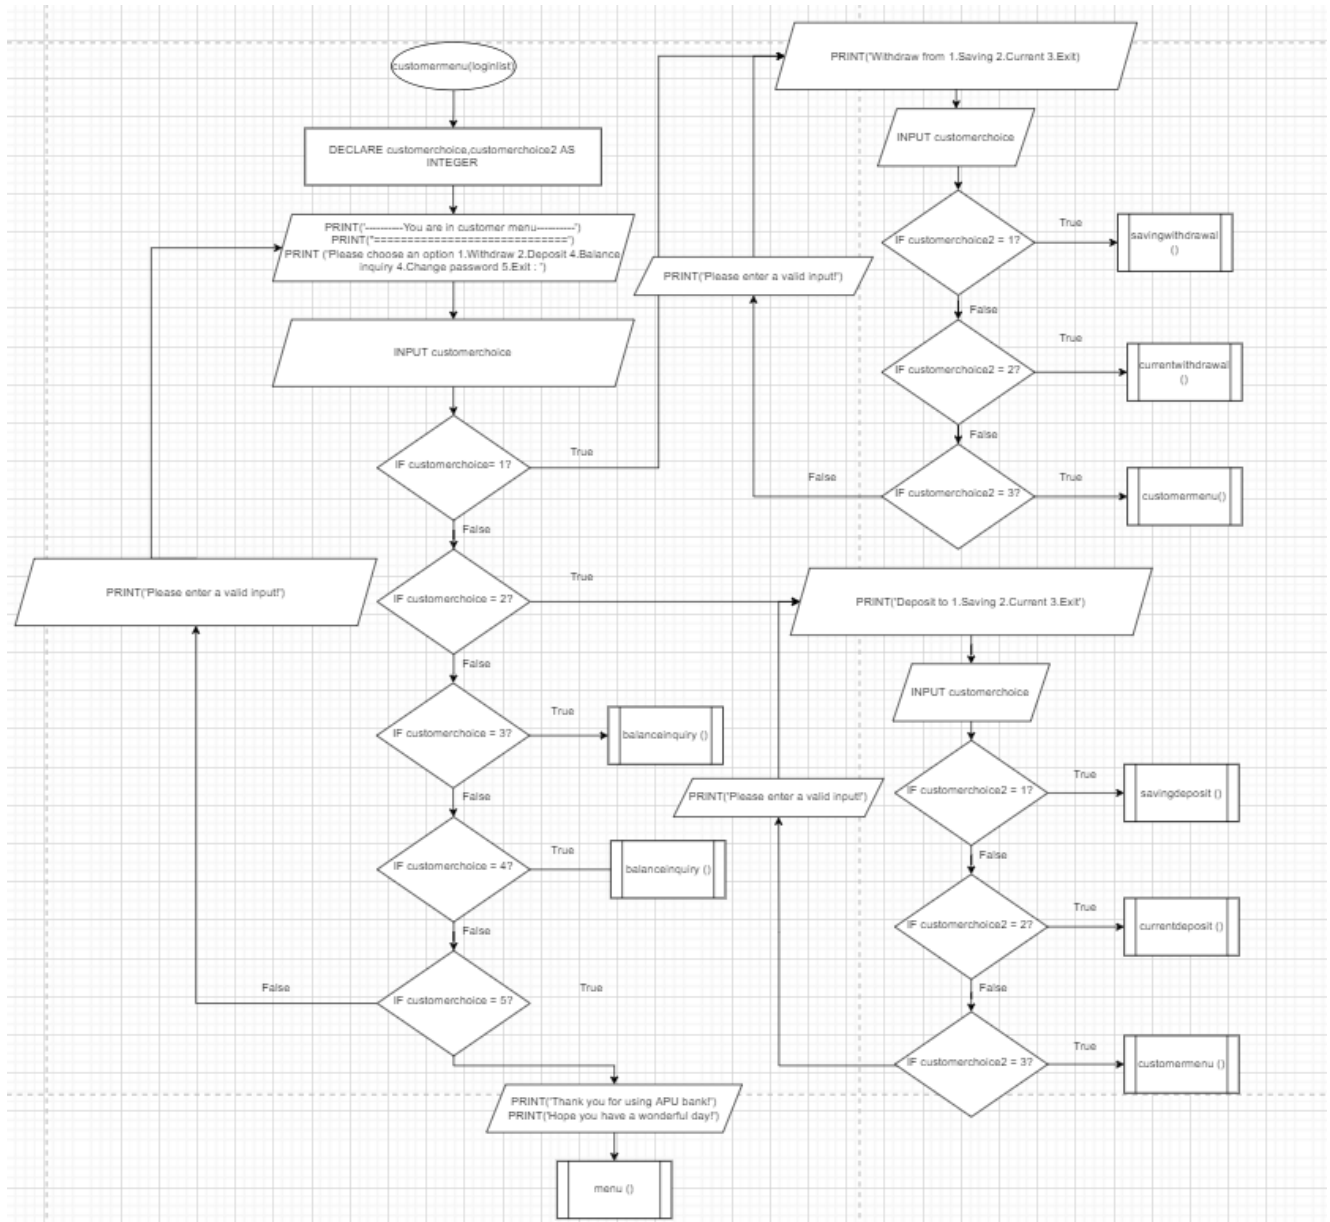 customermenu(loginlist)
DECLARE customerchoice,customerchoice2 AS
INTEGER
PRINT('----------You are in customer menu----------')
PRINT("=============================')
PRINT ('Please choose an option 1.Withdraw 2.Deposit 4.Balance
inquiry 4.Change password 5.Exit : ')
INPUT customerchoice
IF customerchoice= 1?
True
False
IF customerchoice = 2?
True
False
IF customerchoice = 3?
True
balanceinquiry ()
False
IF customerchoice = 4?
True
balanceinquiry ()
False
IF customerchoice = 5?
False
True
PRINT('Please enter a valid input!')
PRINT('Thank you for using APU bank!')
PRINT('Hope you have a wonderful day!')
menu ()
PRINT('Withdraw from 1.Saving 2.Current 3.Exit)
INPUT customerchoice
IF customerchoice2 = 1?
True
savingwithdrawal
()
False
IF customerchoice2 = 2?
True
currentwithdrawal
()
False
IF customerchoice2 = 3?
True
customermenu()
False
PRINT('Please enter a valid input!')
PRINT('Deposit to 1.Saving 2.Current 3.Exit')
INPUT customerchoice
IF customerchoice2 = 1?
True
savingdeposit ()
False
IF customerchoice2 = 2?
True
currentdeposit ()
False
IF customerchoice2 = 3?
True
customermenu ()
PRINT('Please enter a valid input!')